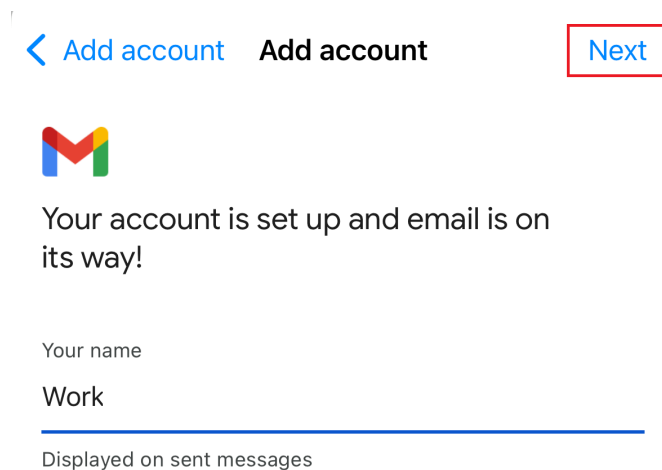 Add account Add account Next
Your account is set up and email is on
its way!
Your name
Work
Displayed on sent messages